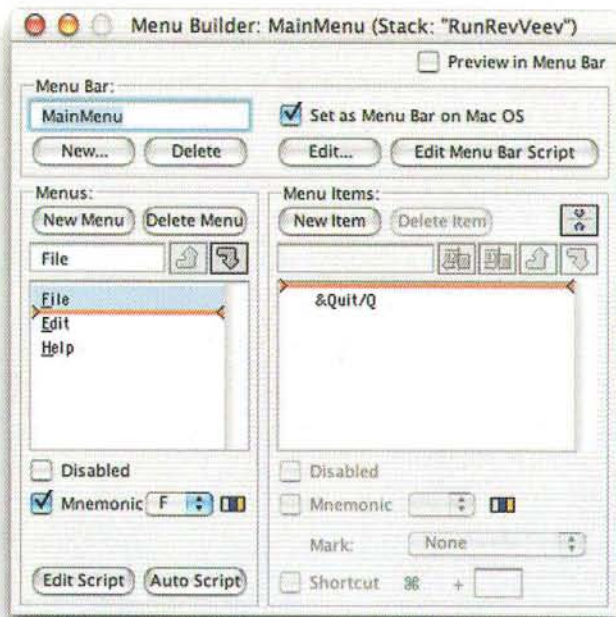 Menu Builder: MainMenu (Stack: "RunRevVeev")
Preview in Menu Bar
Menu Bar:
MainMenu
Set as Menu Bar on Mac OS
New...
Delete
Edit...
Edit Menu Bar Script
Menus:
New Menu
Delete Menu
File
File
Edit
Help
Disabled
Mnemonic
F
Edit Script
Auto Script
Menu Items:
New Item
Delete Item
&Quit/Q
Disabled
Mnemonic
Mark:
None
Shortcut
⌘ +